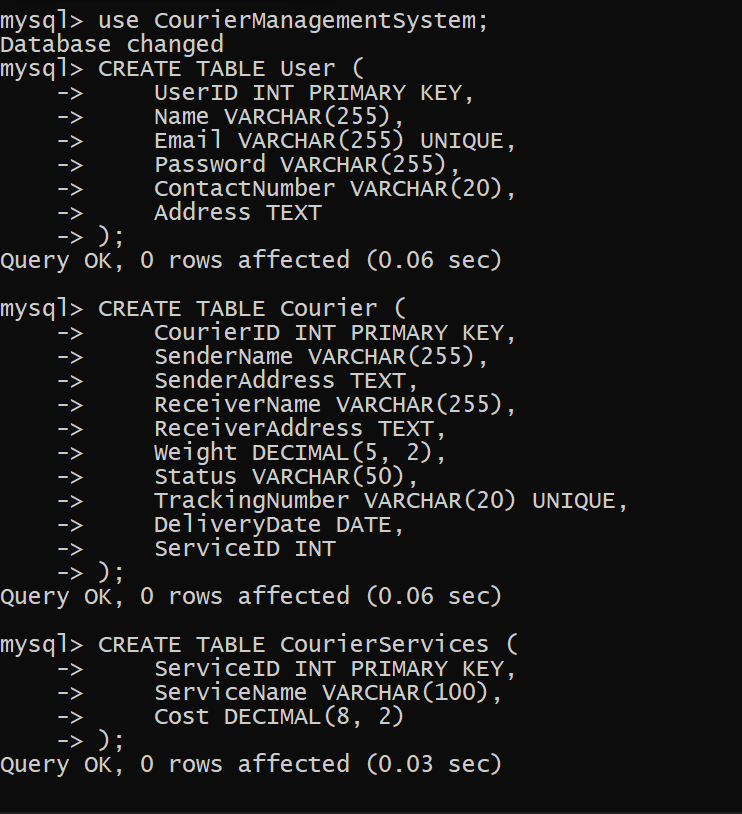 mysql> use CourierManagementSystem;
Database changed
mysql> CREATE TABLE User (
    ->     UserID INT PRIMARY KEY,
    ->     Name VARCHAR(255),
    ->     Email VARCHAR(255) UNIQUE,
    ->     Password VARCHAR(255),
    ->     ContactNumber VARCHAR(20),
    ->     Address TEXT
    -> );
Query OK, 0 rows affected (0.06 sec)

mysql> CREATE TABLE Courier (
    ->     CourierID INT PRIMARY KEY,
    ->     SenderName VARCHAR(255),
    ->     SenderAddress TEXT,
    ->     ReceiverName VARCHAR(255),
    ->     ReceiverAddress TEXT,
    ->     Weight DECIMAL(5, 2),
    ->     Status VARCHAR(50),
    ->     TrackingNumber VARCHAR(20) UNIQUE,
    ->     DeliveryDate DATE,
    ->     ServiceID INT
    -> );
Query OK, 0 rows affected (0.06 sec)

mysql> CREATE TABLE CourierServices (
    ->     ServiceID INT PRIMARY KEY,
    ->     ServiceName VARCHAR(100),
    ->     Cost DECIMAL(8, 2)
    -> );
Query OK, 0 rows affected (0.03 sec)